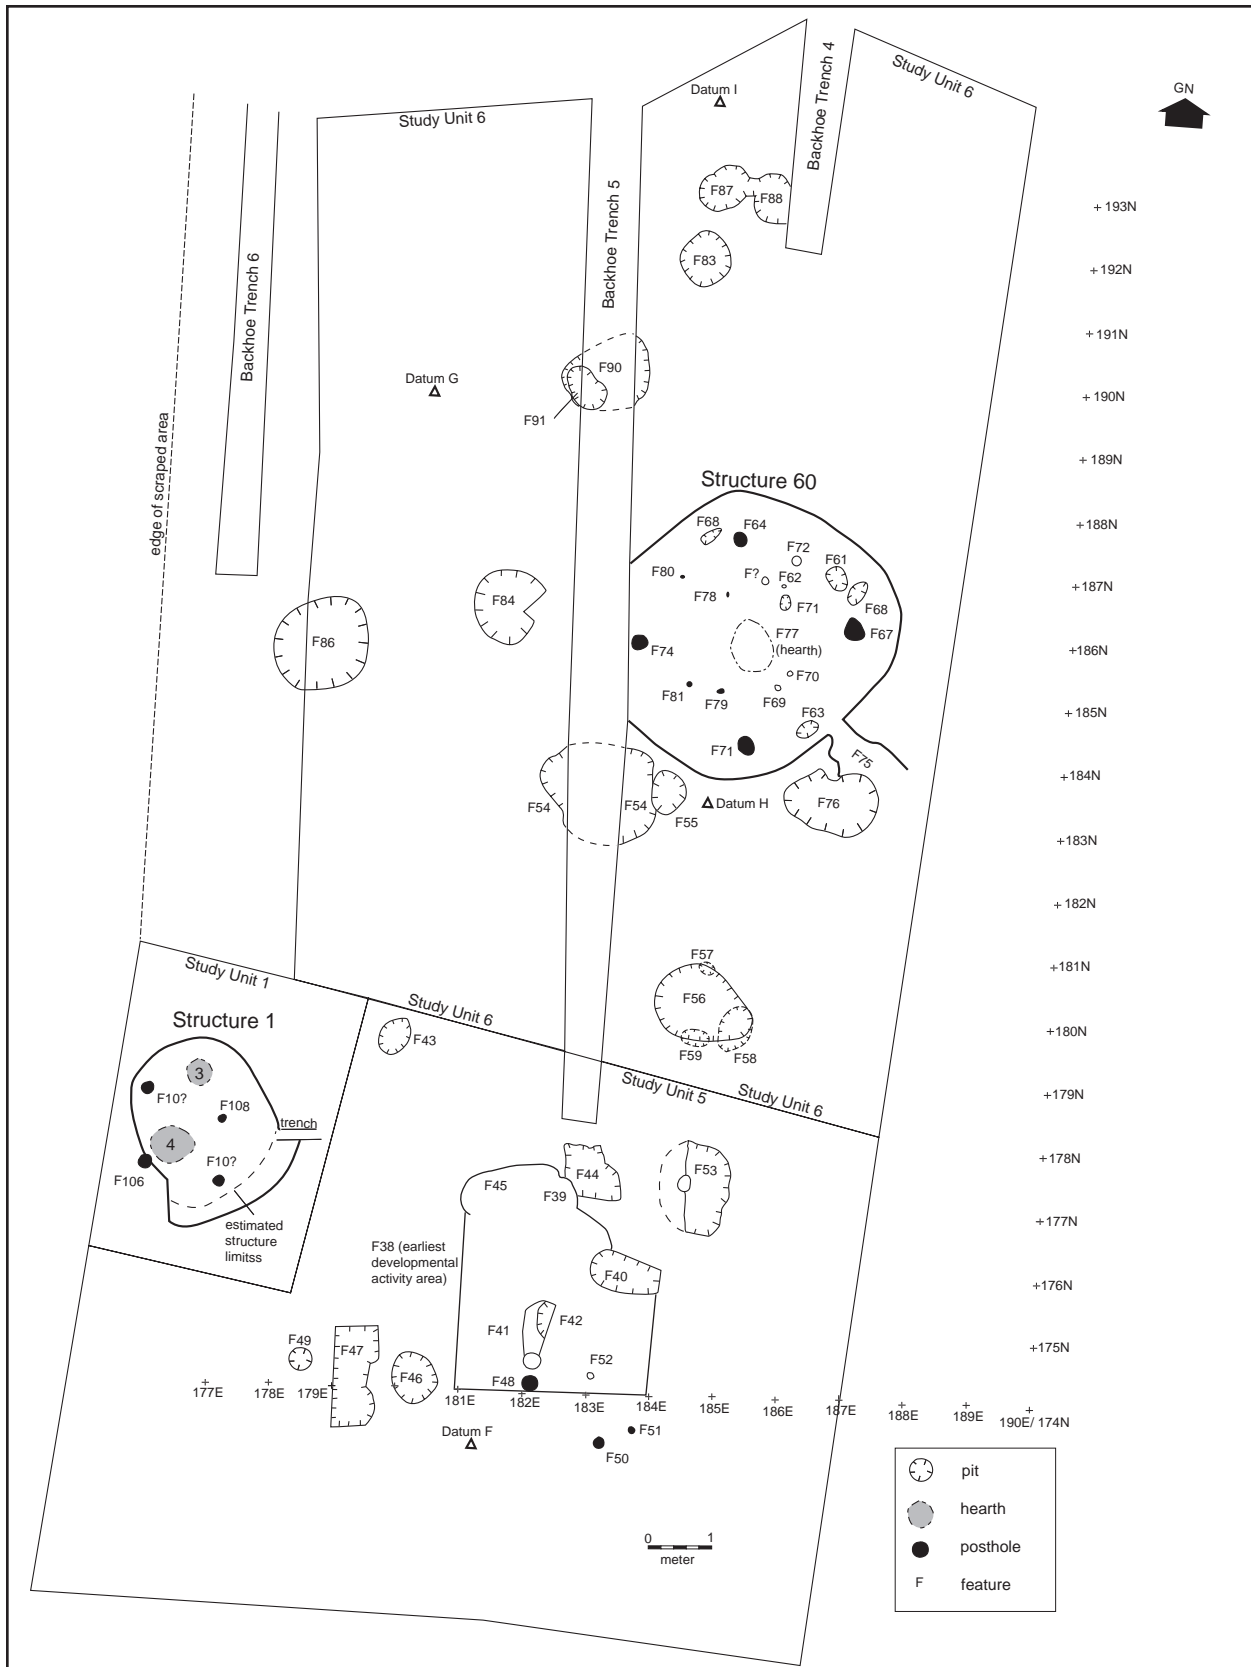 Datum I
Backhoe Trench 4
Study Unit 6
GN
Study Unit 6
Backhoe Trench 6
Backhoe Trench 5
F87
F88
+ 193N
F83
+ 192N
+ 191N
F90
Datum G
F91
+ 190N
edge of scraped area
+ 189N
Structure 60
F68
F64
+ 188N
F72
F61
F80
F?
F62
+ 187N
F78
F71
F68
F84
F86
F77
(hearth)
F67
F74
+ 186N
F70
F81
F79
F69
F63
+ 185N
F71
F75
+ 184N
F54
F54
F55
Datum H
F76
+ 183N
+ 182N
Study Unit 1
F57
+ 181N
F56
Study Unit 6
Structure 1
F43
F59
F58
+ 180N
3
F10?
F108
Study Unit 5
Study Unit 6
+ 179N
trench
4
F106
F10?
F44
F53
+ 178N
F45
F39
estimated
structure
limitss
+ 177N
F38 (earliest
developmental
activity area)
F40
+ 176N
F41
F42
F49
F47
F46
F52
+ 175N
F48
177E
178E
179E
181E
182E
183E
184E
185E
186E
187E
188E
189E
190E/ 174N
Datum F
F51
F50
0 1
meter
pit
hearth
posthole
F feature